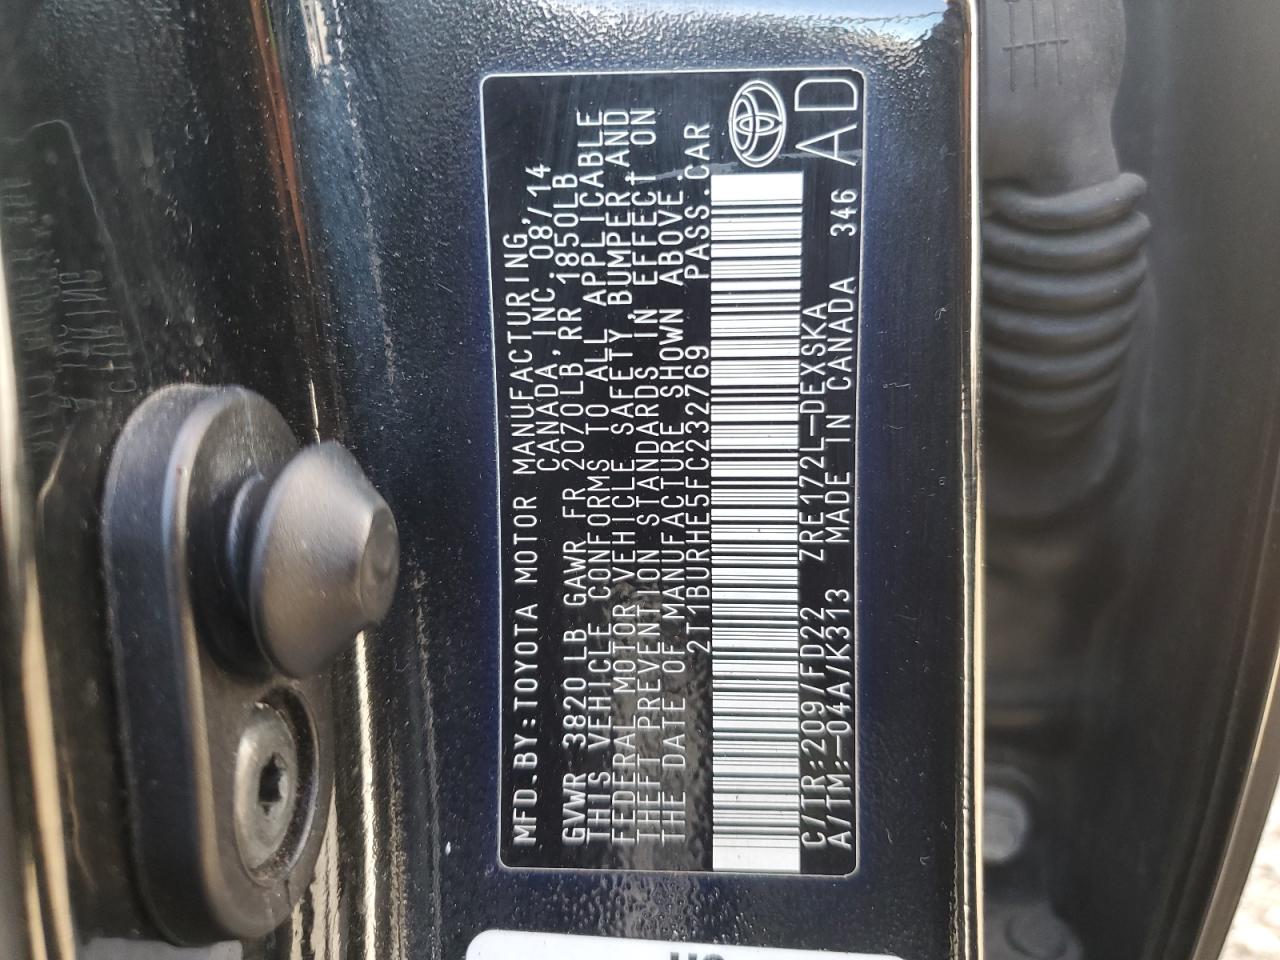 MFD.BY:TOYOTA MOTOR MANUFACTURING,
CANADA, INC. 08/14
GVWR 3820 LB GAWR FR 2070LB, RR 1850LB
THIS VEHICLE CONFORMS TO ALL APPLICABLE
FEDERAL MOTOR VEHICLE SAFETY, BUMPER, AND
THEFT PREVENTION STANDARDS IN EFFECT ON
THE DATE OF MANUFACTURE SHOWN ABOVE.
2T1BURHE5FC232769 PASS.CAR
C/TR:209/FD22 ZRE172L-DEXSKA
A/TM:-04A/K313 MADE IN CANADA 346
AD